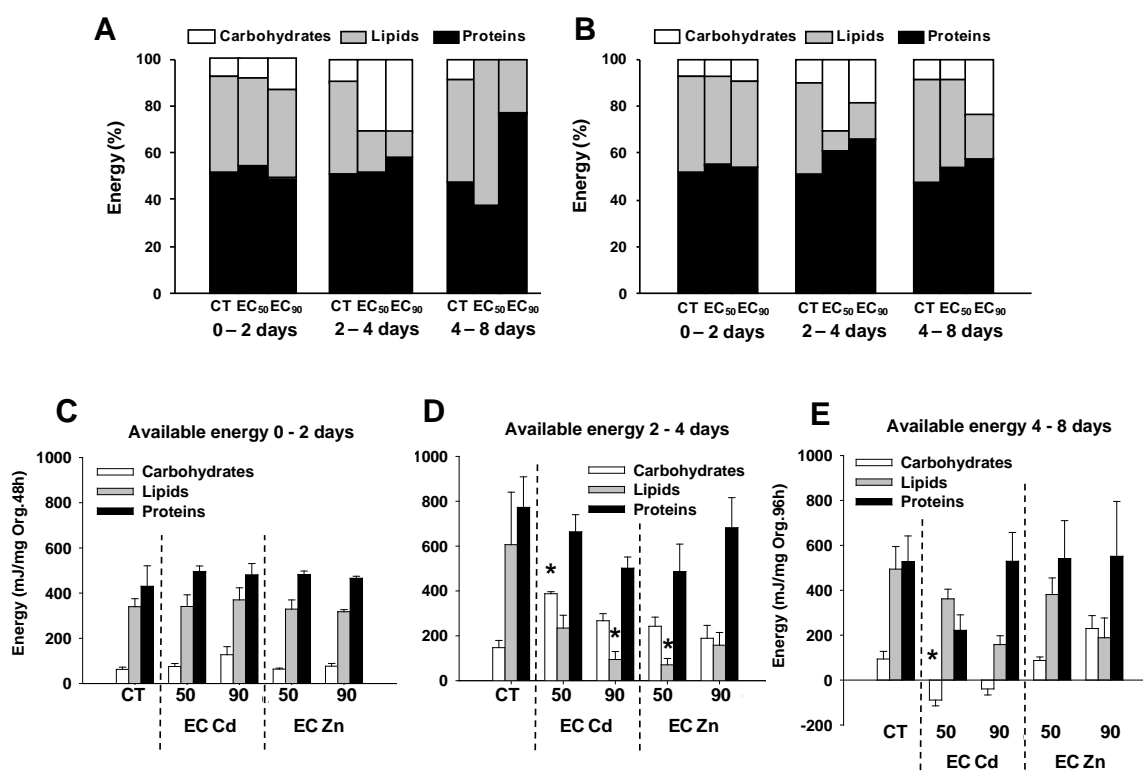 A
Carbohydrates Lipids Proteins
Energy (%)
100
80
60
40
20
0
CT EC₅₀ EC₉₀
0 – 2 days
CT EC₅₀ EC₉₀
2 – 4 days
CT EC₅₀ EC₉₀
4 – 8 days
B
Carbohydrates Lipids Proteins
Energy (%)
100
80
60
40
20
0
CT EC₅₀ EC₉₀
0 – 2 days
CT EC₅₀ EC₉₀
2 – 4 days
CT EC₅₀ EC₉₀
4 – 8 days
C
Available energy 0 - 2 days
Carbohydrates
Lipids
Proteins
Energy (mJ/mg Org.48h)
1000
800
600
400
200
0
CT 50 90 50 90
EC Cd EC Zn
D
Available energy 2 - 4 days
Carbohydrates
Lipids
Proteins
1000
800
600
400
200
0
*
*
*
CT 50 90 50 90
EC Cd EC Zn
E
Available energy 4 - 8 days
Carbohydrates
Lipids
Proteins
Energy (mJ/mg Org.96h)
1000
800
600
400
200
0
-200
*
CT 50 90 50 90
EC Cd EC Zn